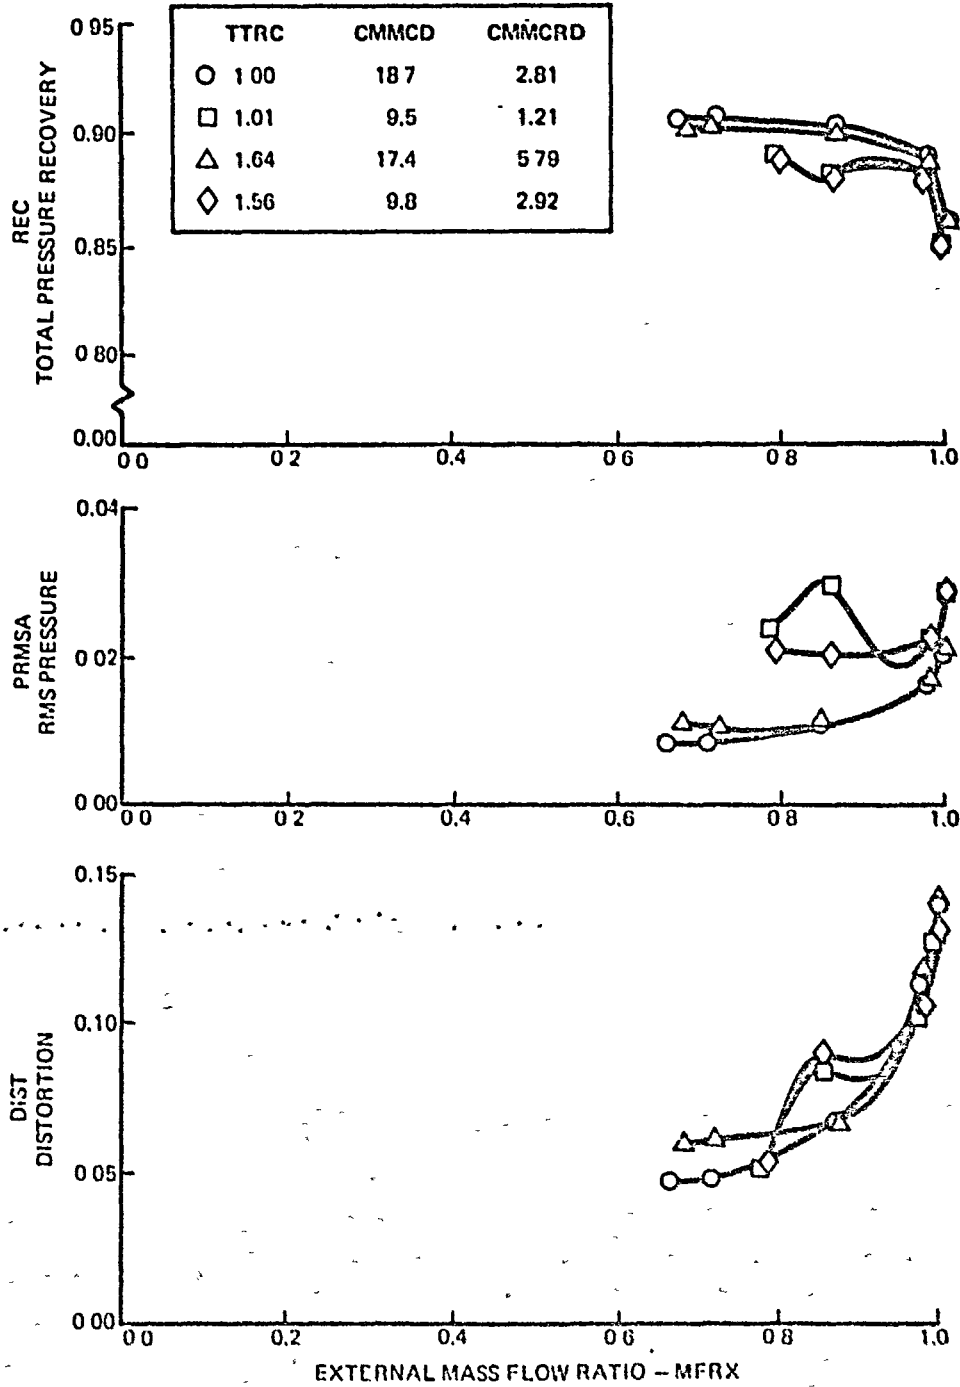 TTRC CMMCD CMMCRD
1 00 18 7 2.81
1.01 9.5 1.21
1.64 17.4 5 79
1.56 9.8 2.92
REC
TOTAL PRESSURE RECOVERY
0 95
0.90
0.85
0 80
0.00
0 0 0 2 0.4 0 6 0 8 1.0
PRMSA
RMS PRESSURE
0.04
0 02
0 00
0 0 0.2 0.4 0.6 0 8 1.0
DIST
DISTORTION
0.15
0.10
0.05
0 00
0 0 0.2 0.4 0 6 0 8 1.0
EXTERNAL MASS FLOW RATIO – MFRX